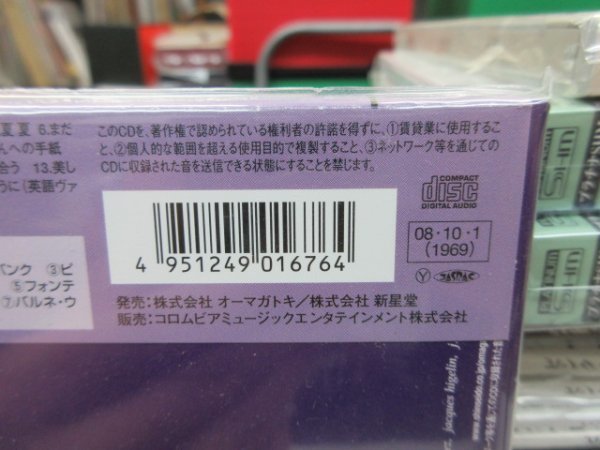 夏夏 6.まだ
んへの手紙
合う 13.美し
うに(英語ヴァ
このCDを、著作権で認められている権利者の許諾を得ずに、①賃貸業に使用するこ
と、②個人的な範囲を超える使用目的で複製すること、③ネットワーク等を通じての
CDに収録された音を送信できる状態にすることを禁じます。
COMPACT
disc
DIGITAL AUDIO
08・10・1
(1969)
4 951249 016764
Ⓨ JASRAC
バンク ③ピ
⑤フォンテ
⑦バルネ・ウ
発売:株式会社 オーマガトキ/株式会社 新星堂
販売:コロムビアミュージックエンタテインメント株式会社
jacques higelin,